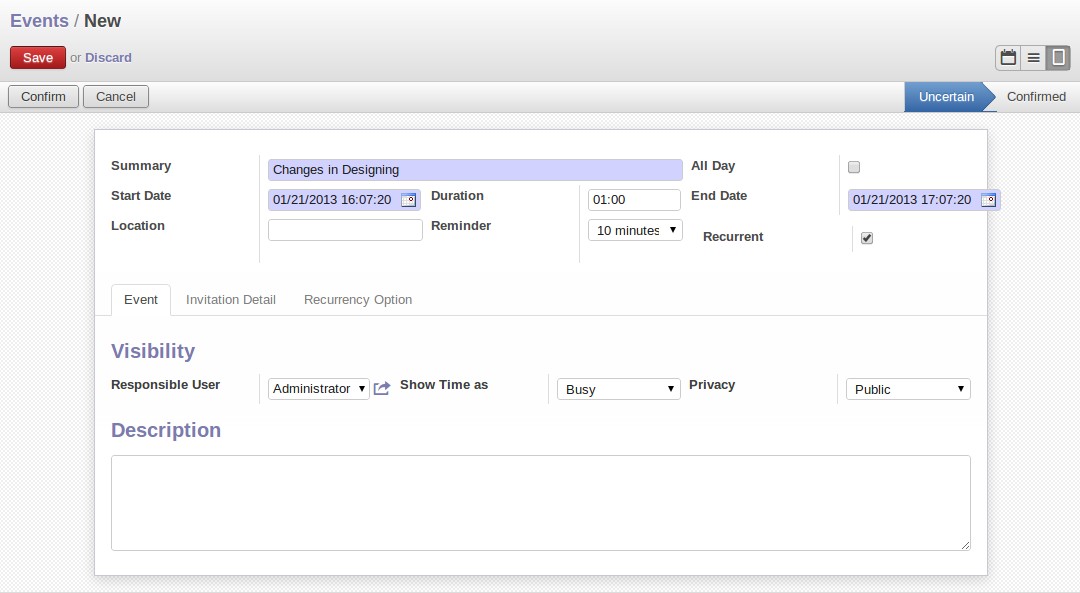 Events / New
Save or Discard
Confirm Cancel Uncertain Confirmed
Summary Changes in Designing All Day
Start Date 01/21/2013 16:07:20 Duration 01:00 End Date 01/21/2013 17:07:20
Location Reminder 10 minutes Recurrent
Event Invitation Detail Recurrency Option
Visibility
Responsible User Administrator Show Time as Busy Privacy Public
Description